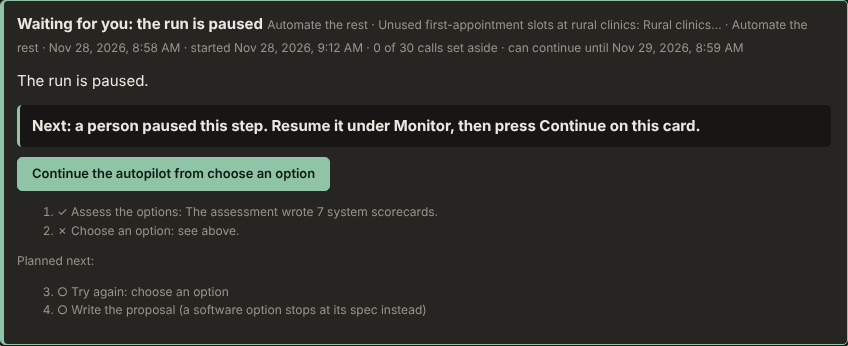 Waiting for you: the run is paused Automate the rest · Unused first-appointment slots at rural clinics: Rural clinics... · Automate the
rest · Nov 28, 2026, 8:58 AM · started Nov 28, 2026, 9:12 AM · 0 of 30 calls set aside · can continue until Nov 29, 2026, 8:59 AM
The run is paused.
Next: a person paused this step. Resume it under Monitor, then press Continue on this card.
Continue the autopilot from choose an option
1. ✓ Assess the options: The assessment wrote 7 system scorecards.
2. × Choose an option: see above.
Planned next:
3. ○ Try again: choose an option
4. ○ Write the proposal (a software option stops at its spec instead)